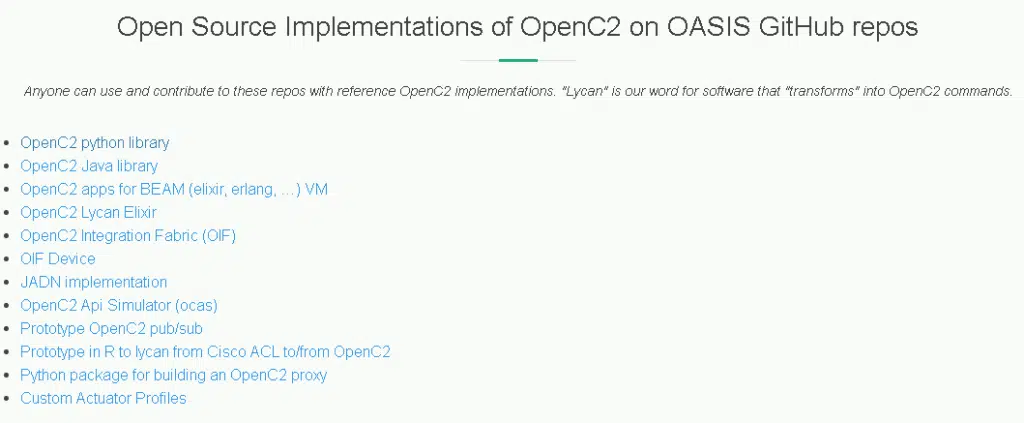 Open Source Implementations of OpenC2 on OASIS GitHub repos
Anyone can use and contribute to these repos with reference OpenC2 implementations. "Lycan" is our word for software that "transforms" into OpenC2 commands.
OpenC2 python library
OpenC2 Java library
OpenC2 apps for BEAM (elixir, erlang, ...) VM
OpenC2 Lycan Elixir
OpenC2 Integration Fabric (OIF)
OIF Device
JADN implementation
OpenC2 Api Simulator (ocas)
Prototype OpenC2 pub/sub
Prototype in R to lycan from Cisco ACL to/from OpenC2
Python package for building an OpenC2 proxy
Custom Actuator Profiles